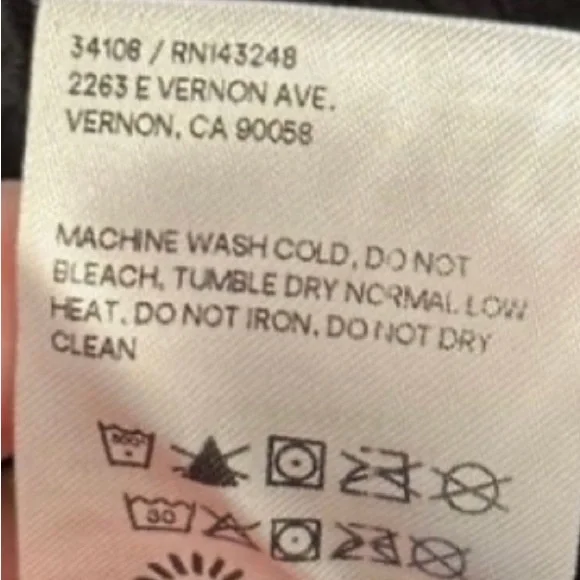 34108 / RN143248
2263 E VERNON AVE.
VERNON, CA 90058
MACHINE WASH COLD, DO NOT
BLEACH, TUMBLE DRY NORMAL LOW
HEAT, DO NOT IRON, DO NOT DRY
CLEAN
30